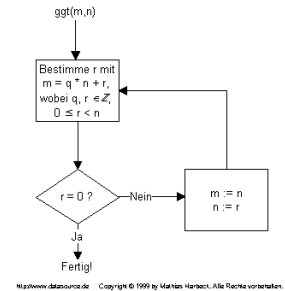 ggt(m,n)
Bestimme r mit
m = q * n + r,
wobei q, r ∈ Z,
0 ≤ r < n
r = 0 ?
Nein
m := n
n := r
Ja
Fertig!
http://www.datasource.de Copyright © 1999 by Mathias Harbeck. Alle Rechte vorbehalten.